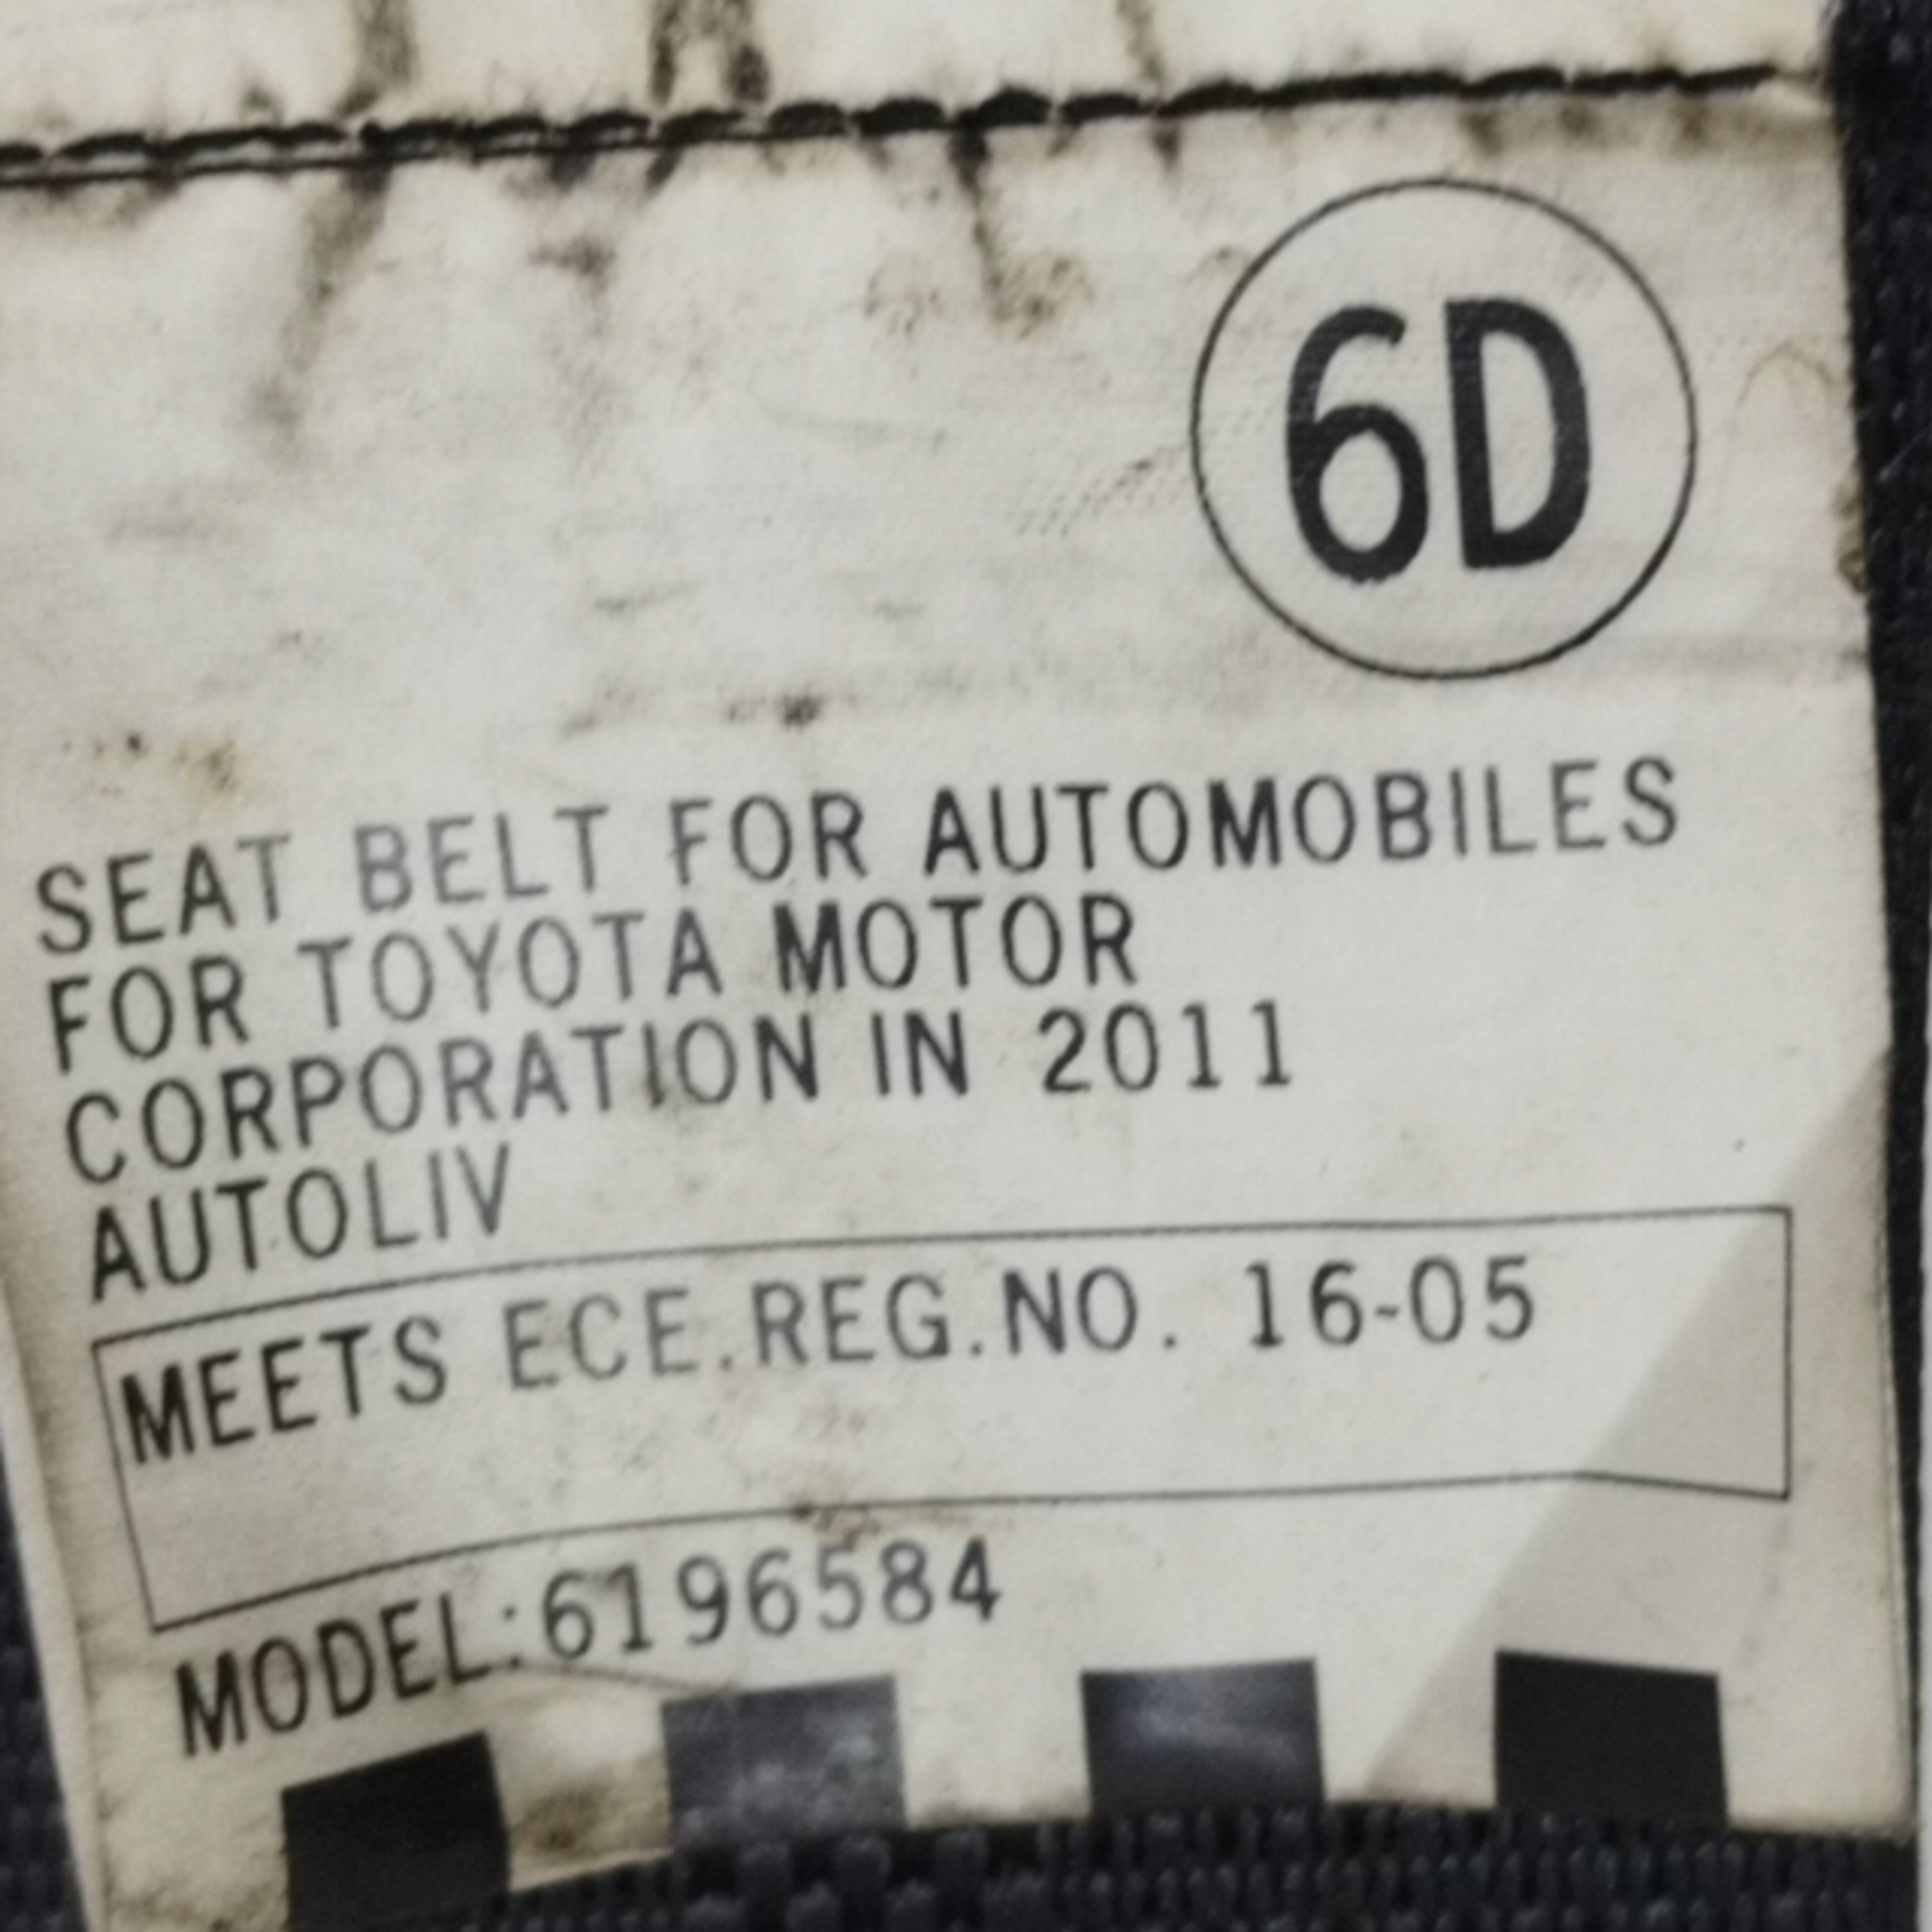 6D
SEAT BELT FOR AUTOMOBILES
FOR TOYOTA MOTOR
CORPORATION IN 2011
AUTOLIV
MEETS ECE.REG.NO. 16-05
MODEL:6196584